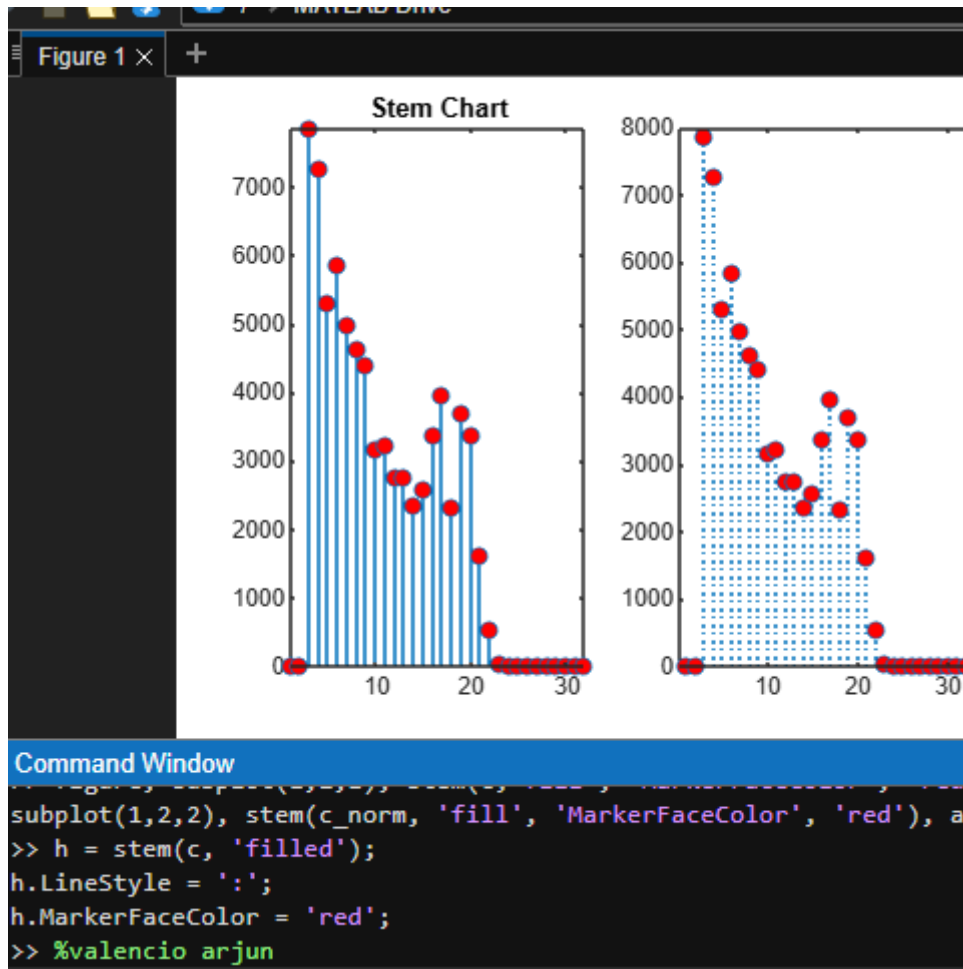 MATLAB Drive
Figure 1
Stem Chart
7000
6000
5000
4000
3000
2000
1000
0
10 20 30
8000
7000
6000
5000
4000
3000
2000
1000
0
10 20 30
Command Window
subplot(1,2,2), stem(c_norm, 'fill', 'MarkerFaceColor', 'red'), a
>> h = stem(c, 'filled');
h.LineStyle = ':';
h.MarkerFaceColor = 'red';
>> %valencio arjun